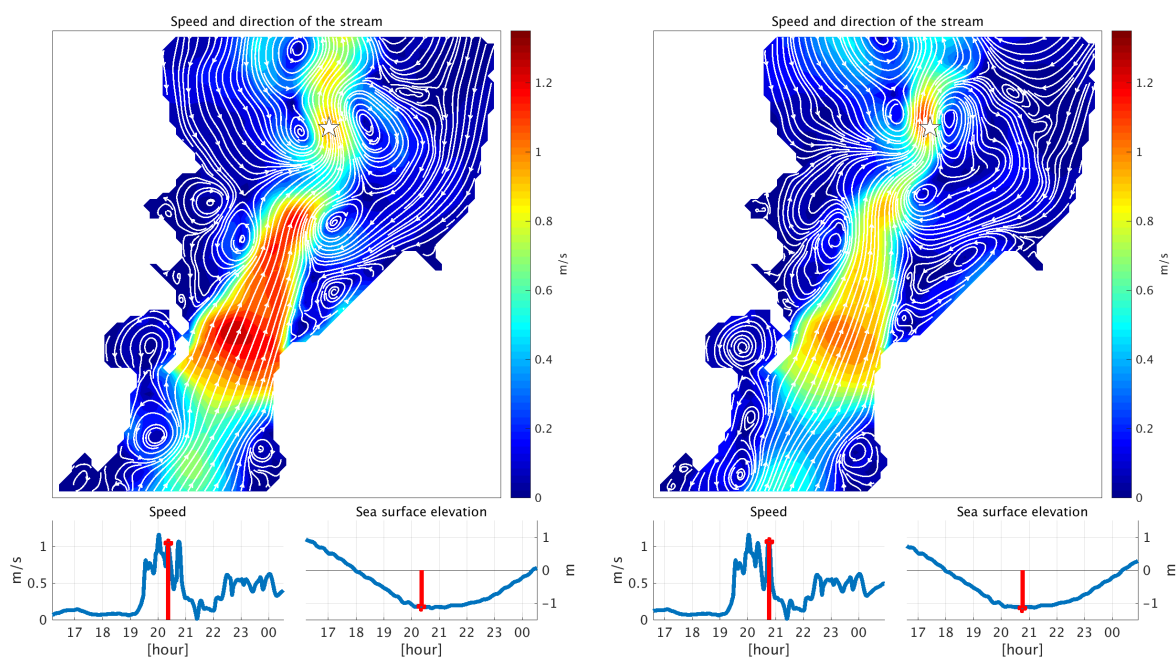 Speed and direction of the stream
1.2
1
0.8
0.6
0.4
0.2
0
m/s
Speed
1
0.5
0
m/s
17 18 19 20 21 22 23 00
[hour]
Sea surface elevation
1
0
−1
m
17 18 19 20 21 22 23 00
[hour]
Speed and direction of the stream
1.2
1
0.8
0.6
0.4
0.2
0
m/s
Speed
1
0.5
0
m/s
17 18 19 20 21 22 23 00
[hour]
Sea surface elevation
1
0
−1
m
17 18 19 20 21 22 23 00
[hour]